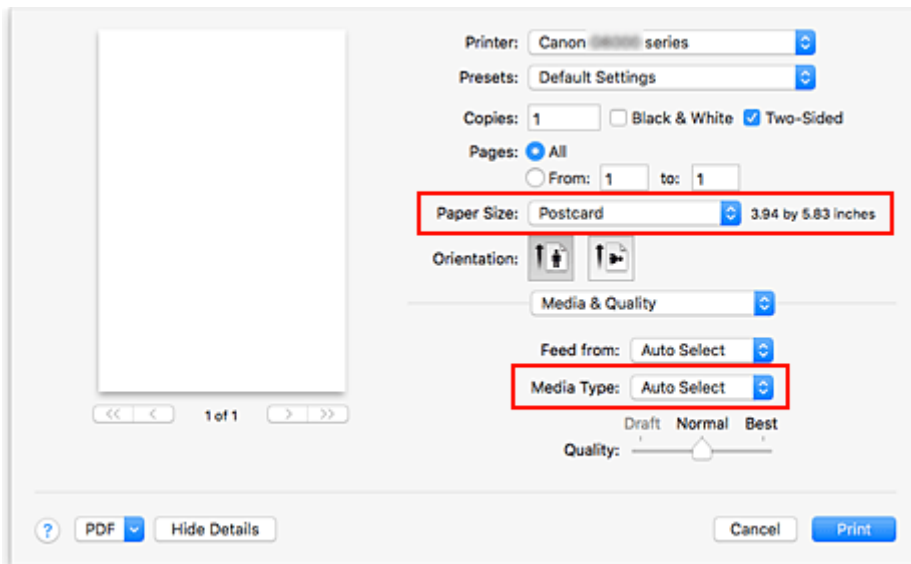 Printer: Canon series
Presets: Default Settings
Copies: 1 Black & White Two-Sided
Pages: All
From: 1 to: 1
Paper Size: Postcard 3.94 by 5.83 inches
Orientation:
Media & Quality
Feed from: Auto Select
Media Type: Auto Select
Draft Normal Best
Quality:
<< < 1 of 1 > >>
? PDF Hide Details Cancel Print